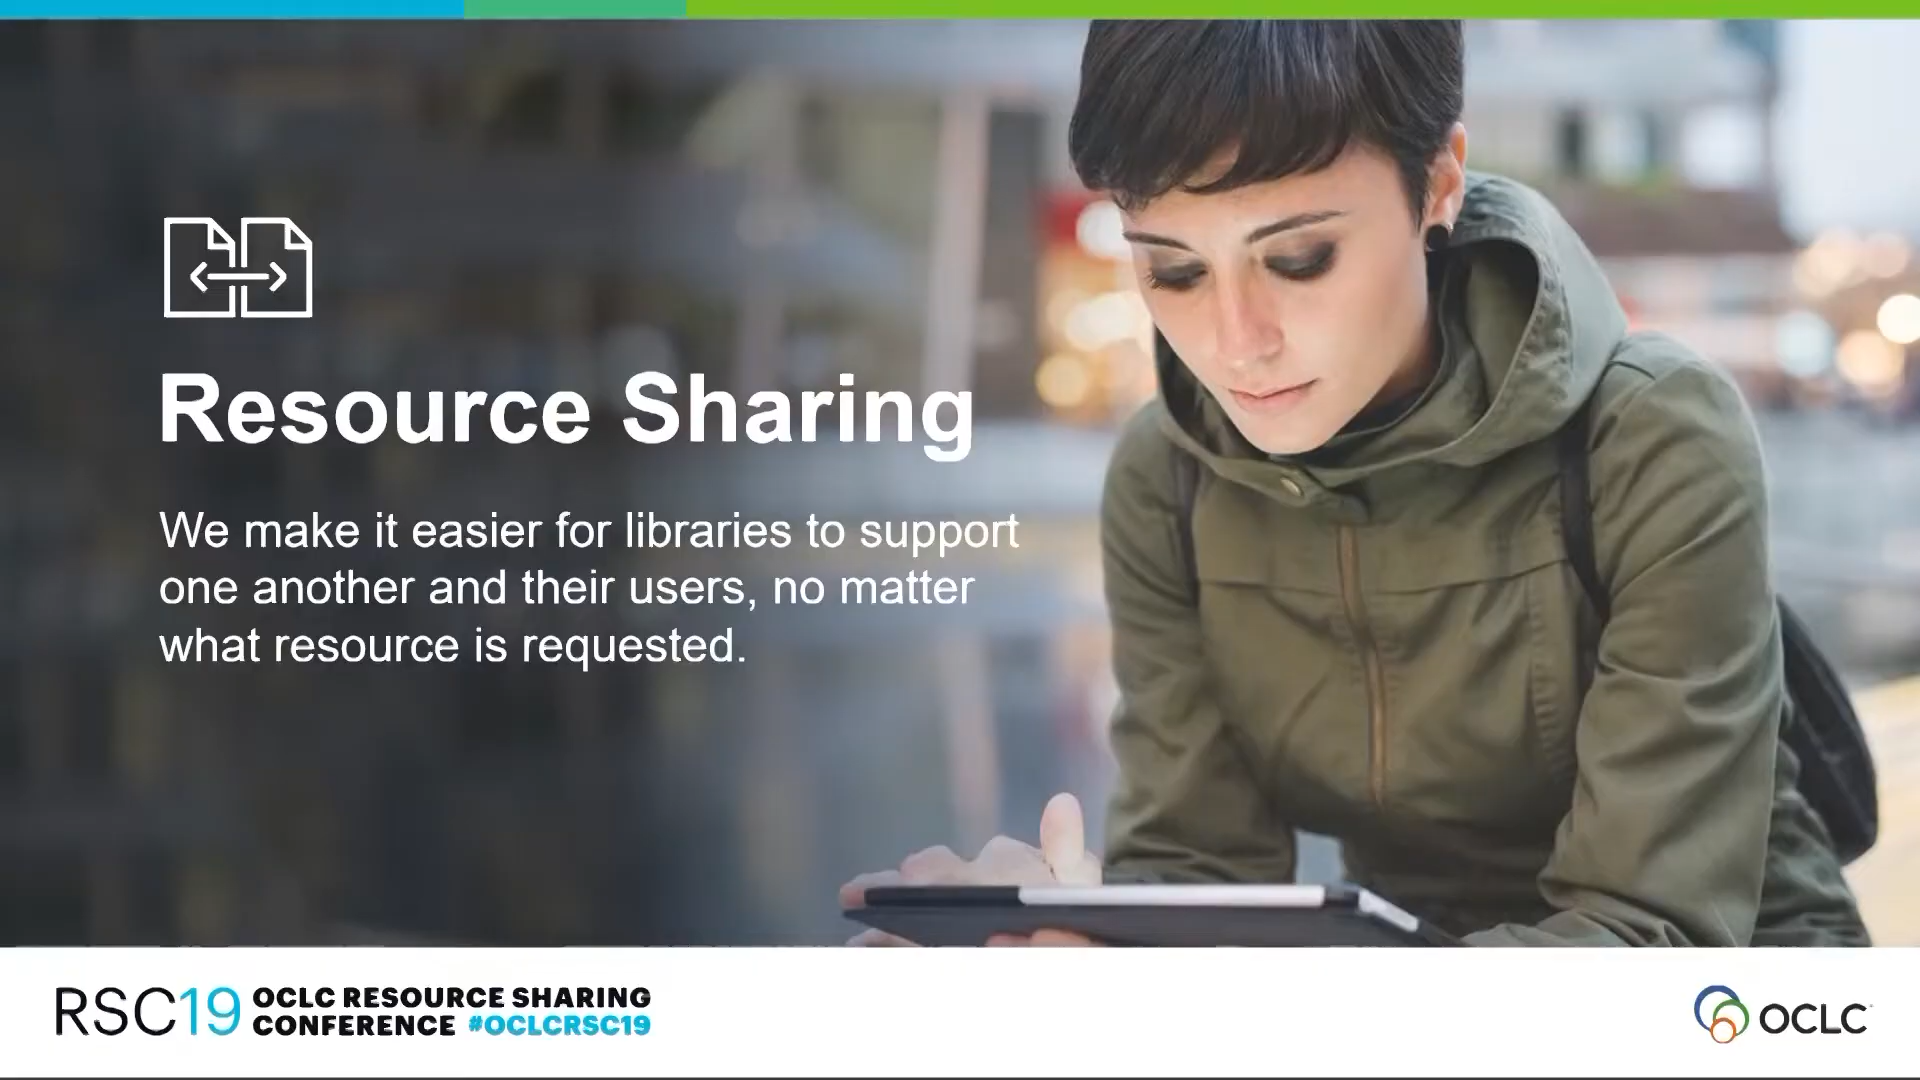 Resource Sharing
We make it easier for libraries to support
one another and their users, no matter
what resource is requested.
RSC19 OCLC RESOURCE SHARING
CONFERENCE #OCLCRSC19
OCLC